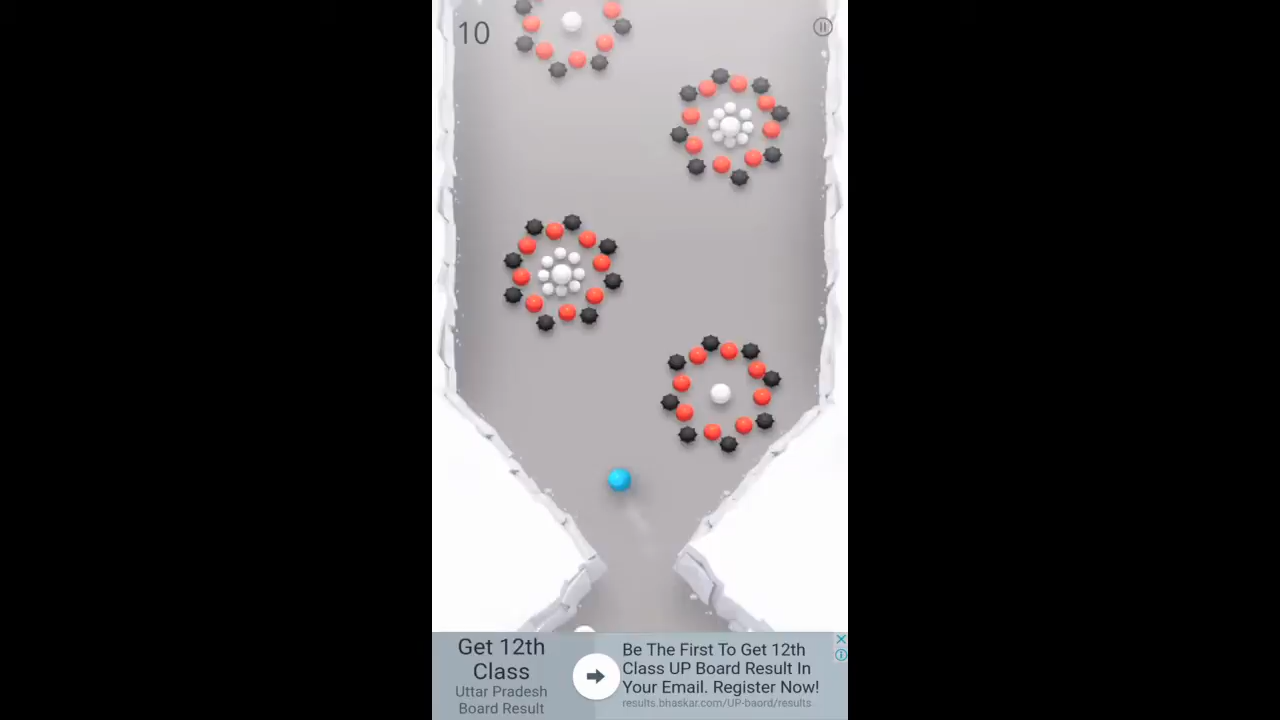 10
Get 12th
Class
Uttar Pradesh
Board Result
Be The First To Get 12th
Class UP Board Result In
Your Email. Register Now!
results.bhaskar.com/UP-baord/results